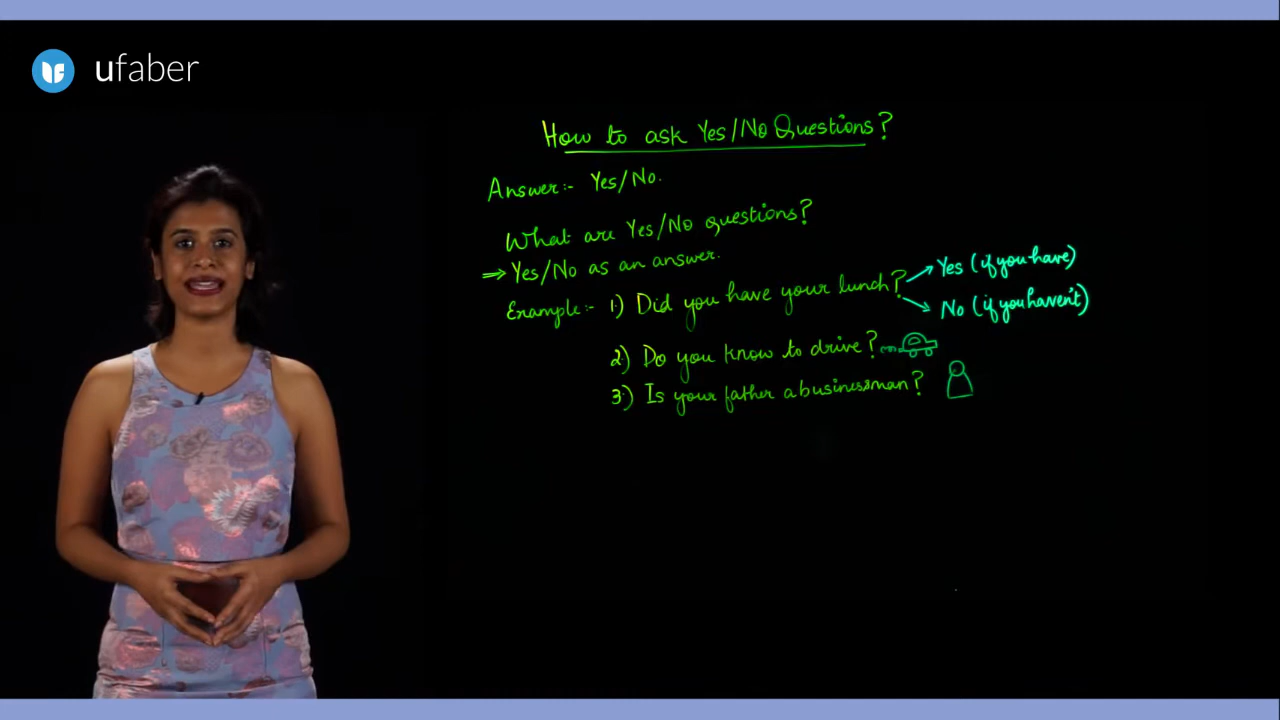 ufaber
How to ask Yes/No Questions?
Answer:- Yes/No.
What are Yes/No questions?
⇒ Yes/No as an answer.
Example:- 1) Did you have your lunch?
Yes (if you have)
No (if you haven't)
2) Do you know to drive?
3) Is your father a businessman?